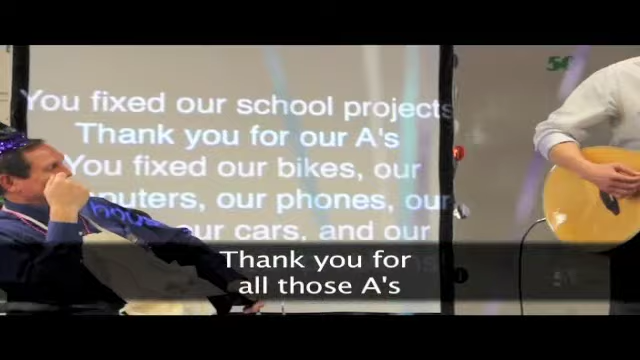 You fixed our school projects
Thank you for our A's
You fixed our bikes, our
our phones, our
our cars, and our
Thank you for
all those A's